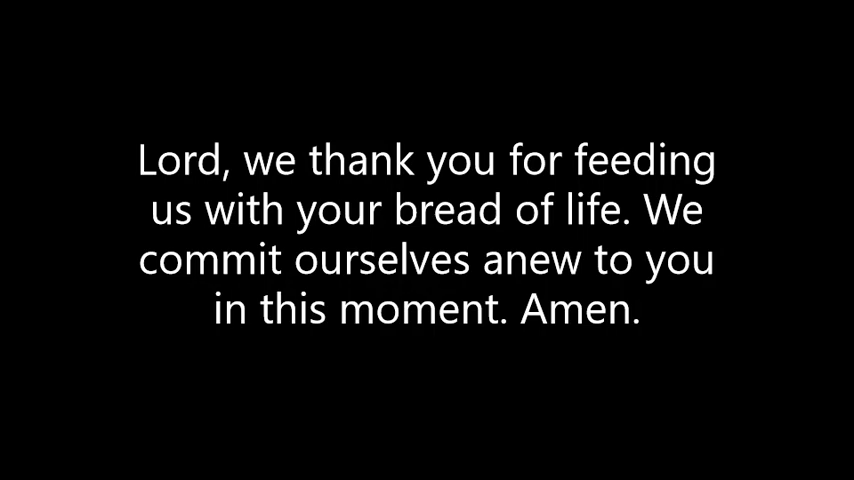 Lord, we thank you for feeding
us with your bread of life. We
commit ourselves anew to you
in this moment. Amen.